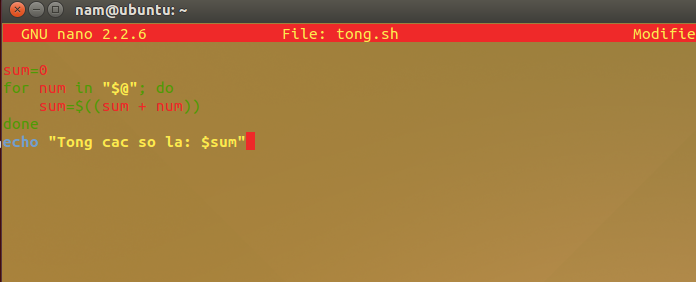 nam@ubuntu: ~
GNU nano 2.2.6 File: tong.sh Modifie
sum=0
for num in "$@"; do
    sum=$((sum + num))
done
echo "Tong cac so la: $sum"